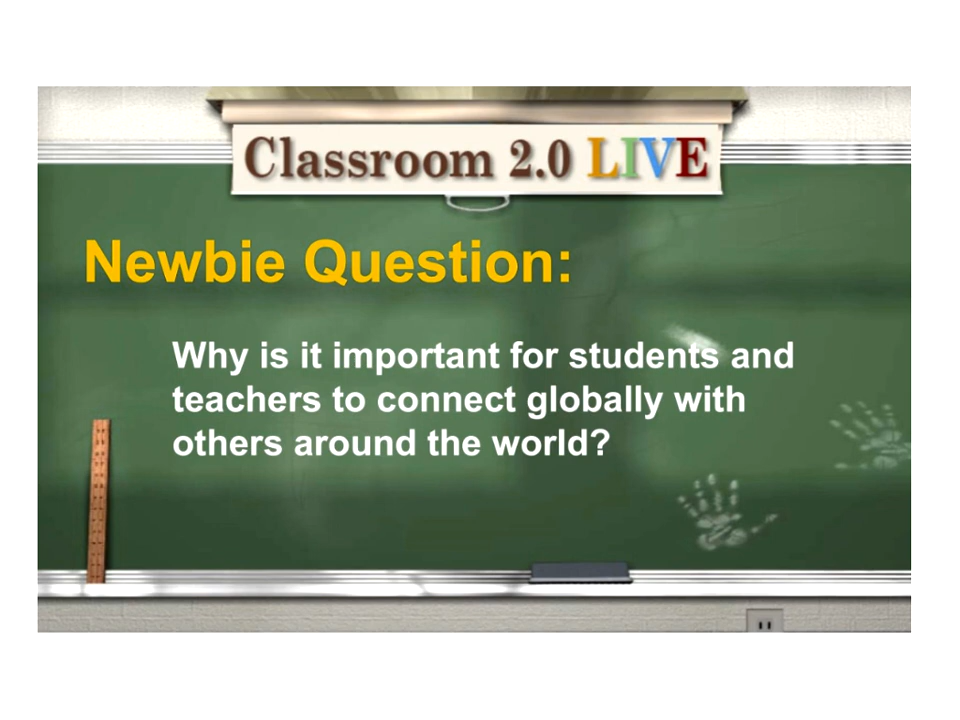 Classroom 2.0 LIVE
Newbie Question:
Why is it important for students and
teachers to connect globally with
others around the world?